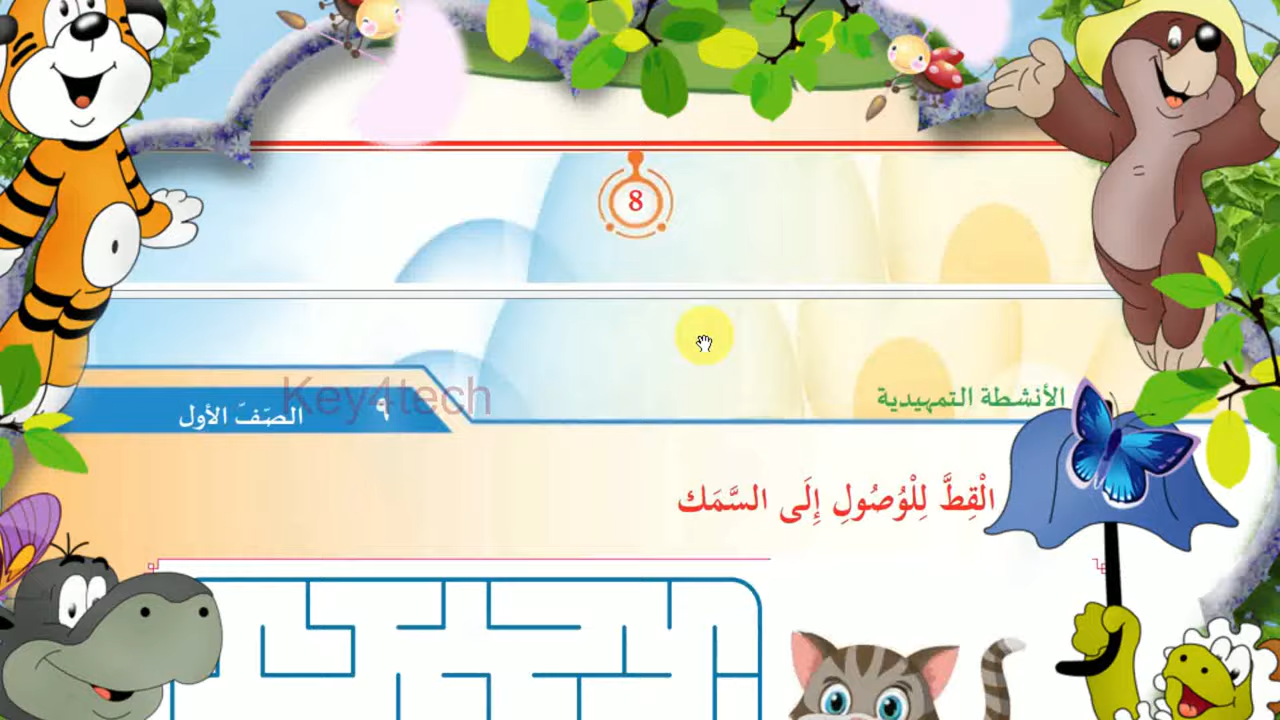 8
الأنشطة التمهيدية
٩
الصّفّ الأول
Key4tech
الْقِطَّ لِلْوُصُولِ إِلَى السَّمَك